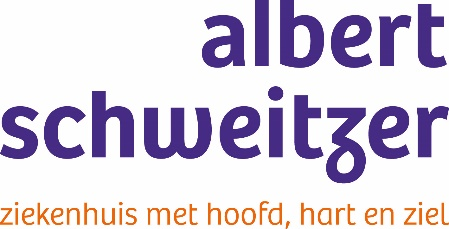 albert
schweitzer
ziekenhuis met hoofd, hart en ziel